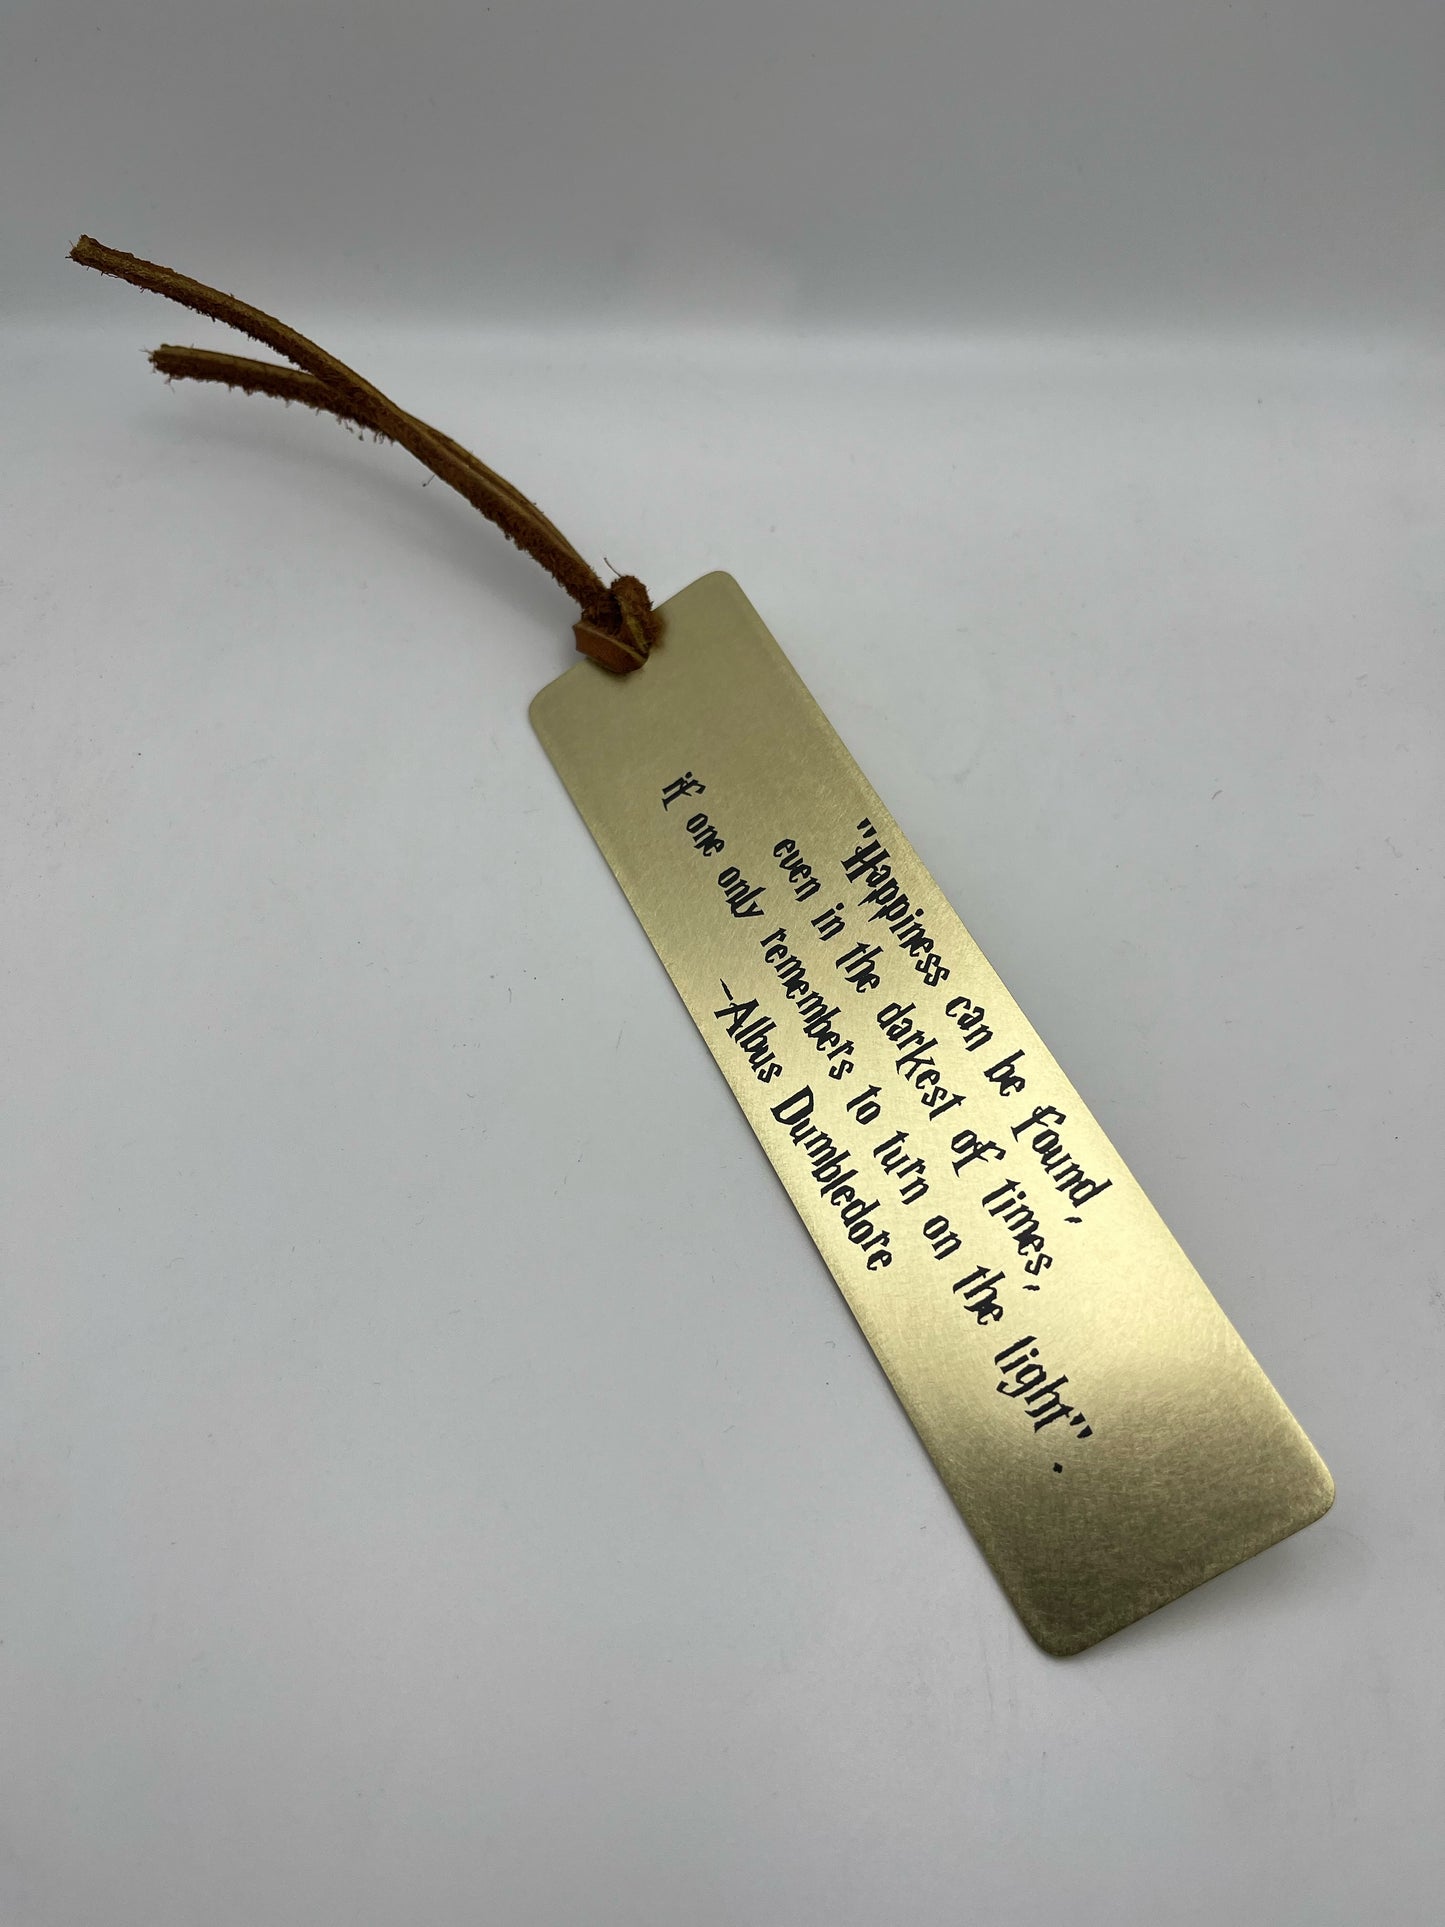 "Happiness can be found,
even in the darkest of times,
if one only remembers to turn on the light".
-Albus Dumbledore